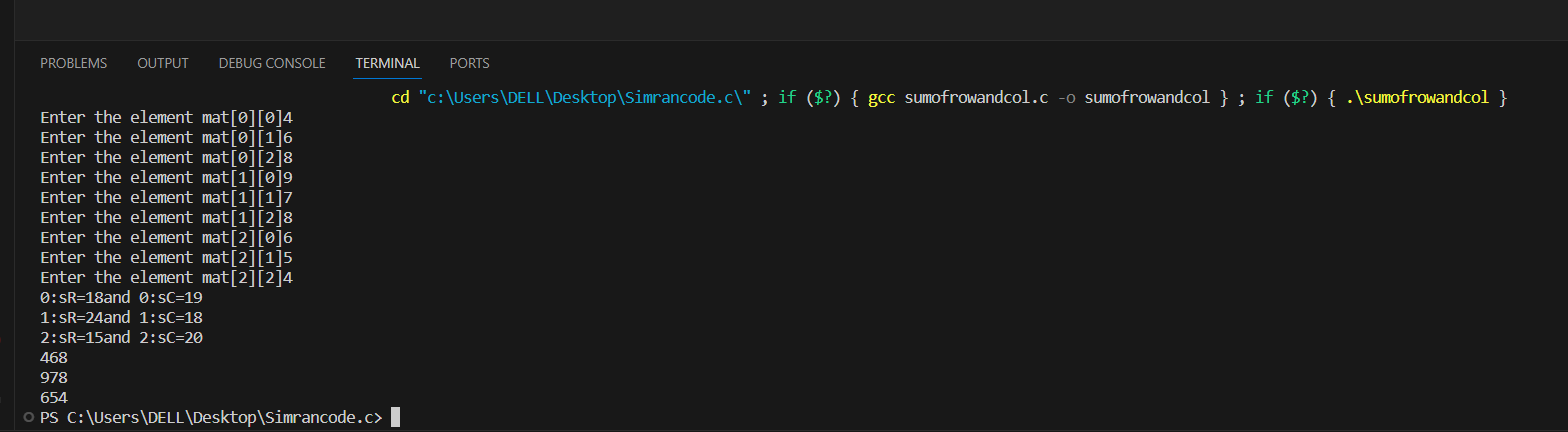 PROBLEMS OUTPUT DEBUG CONSOLE TERMINAL PORTS
cd "c:\Users\DELL\Desktop\Simrancode.c\" ; if ($?) { gcc sumofrowandcol.c -o sumofrowandcol } ; if ($?) { .\sumofrowandcol }
Enter the element mat[0][0]4
Enter the element mat[0][1]6
Enter the element mat[0][2]8
Enter the element mat[1][0]9
Enter the element mat[1][1]7
Enter the element mat[1][2]8
Enter the element mat[2][0]6
Enter the element mat[2][1]5
Enter the element mat[2][2]4
0:sR=18and 0:sC=19
1:sR=24and 1:sC=18
2:sR=15and 2:sC=20
468
978
654
PS C:\Users\DELL\Desktop\Simrancode.c>